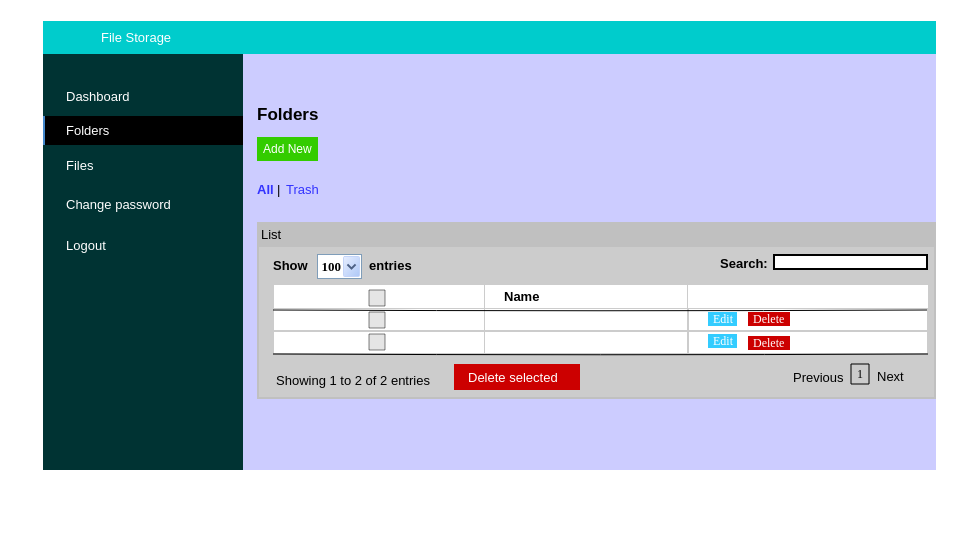 File Storage
Dashboard
Folders
Files
Change password
Logout
Folders
Add New
All | Trash
List
Show 100 entries
Search:
Name
Edit Delete
Edit Delete
Showing 1 to 2 of 2 entries
Delete selected
Previous 1 Next